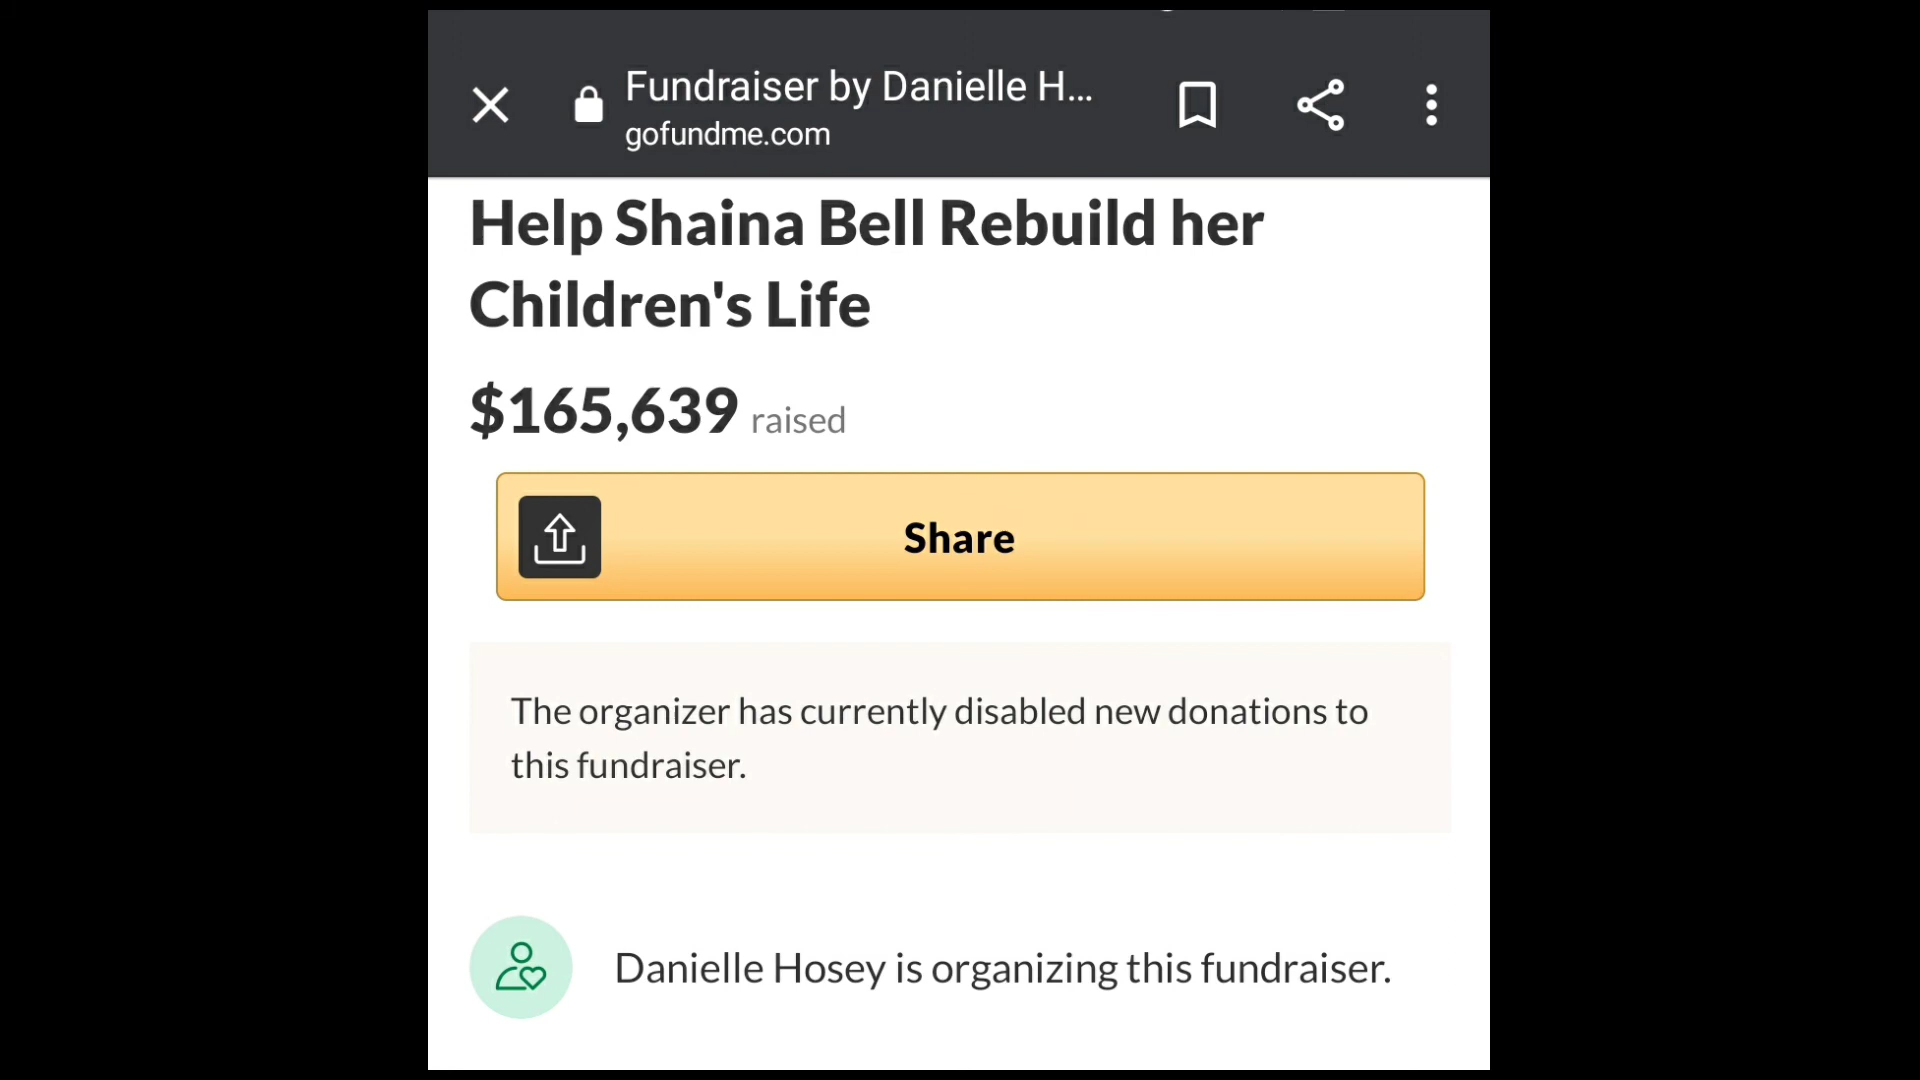 Fundraiser by Danielle H...
gofundme.com
Help Shaina Bell Rebuild her
Children's Life
$165,639 raised
Share
The organizer has currently disabled new donations to
this fundraiser.
Danielle Hosey is organizing this fundraiser.